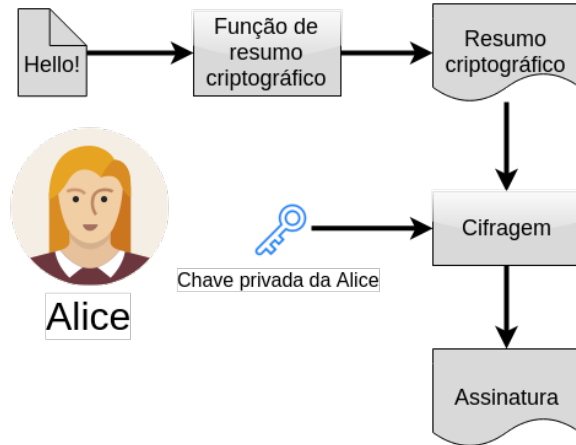 Hello!
Função de
resumo
criptográfico
Resumo
criptográfico
Alice
Chave privada da Alice
Cifragem
Assinatura